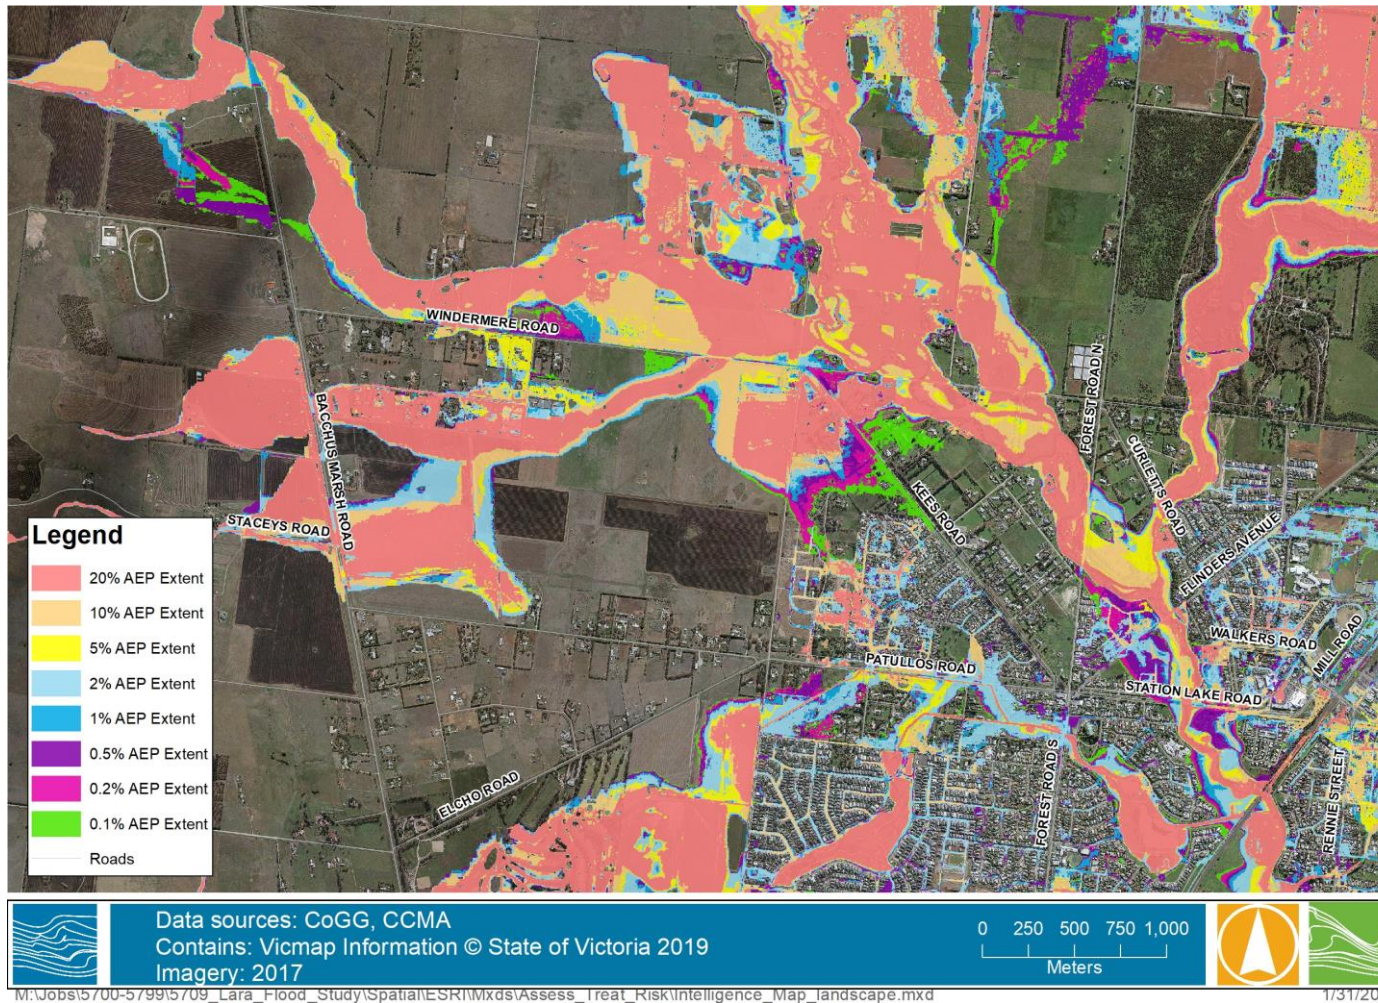 WINDERMERE ROAD
BACCHUS MARSH ROAD
FOREST ROAD N
CURLETTS ROAD
KEES ROAD
FLINDERS AVENUE
STACEYS ROAD
WALKERS ROAD
MILL ROAD
PATULLOS ROAD
STATION LAKE ROAD
ELCHO ROAD
FOREST ROAD S
RENNIE STREET
Legend
20% AEP Extent
10% AEP Extent
5% AEP Extent
2% AEP Extent
1% AEP Extent
0.5% AEP Extent
0.2% AEP Extent
0.1% AEP Extent
Roads
Data sources: CoGG, CCMA
Contains: Vicmap Information © State of Victoria 2019
Imagery: 2017
0 250 500 750 1,000
Meters
M:\Jobs\5700-5799\5709_Lara_Flood_Study\Spatial\ESRI\Mxds\Assess_Treat_Risk\Intelligence_Map_landscape.mxd 1/31/20